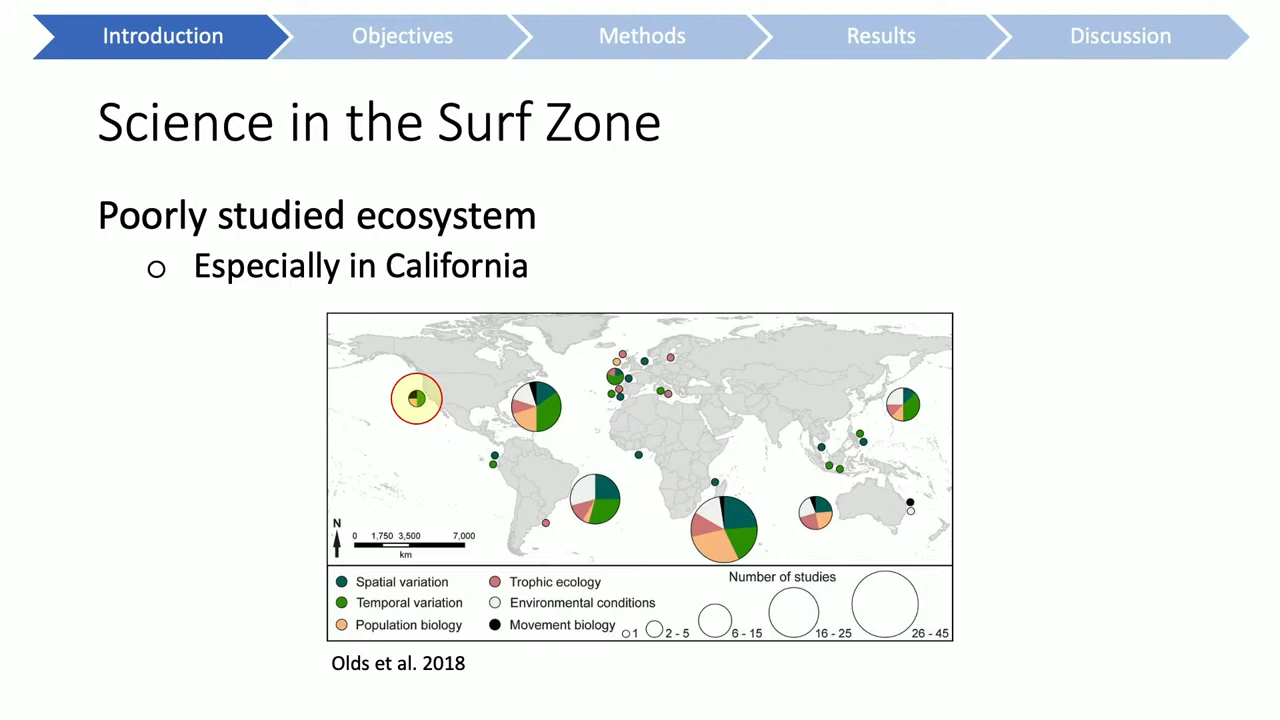 Introduction
Objectives
Methods
Results
Discussion
Science in the Surf Zone
Poorly studied ecosystem
o Especially in California
N
0 1,750 3,500 7,000
km
Spatial variation
Temporal variation
Population biology
Trophic ecology
Environmental conditions
Movement biology
Number of studies
1
2 - 5
6 - 15
16 - 25
26 - 45
Olds et al. 2018